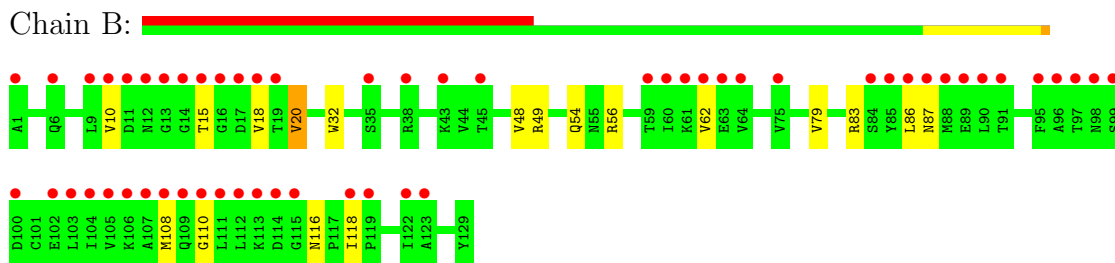 Chain B:
A1 Q6 L9 V10 D11 N12 G13 G14 T15 G16 D17 V18 T19 V20 W32 S35 R38 K43 V44 T45 V48 R49 Q54 N55 R56 T59 I60 K61 V62 E63 V64 V75 V79 R83 S84 Y85 L86 N87 M88 E89 L90 T91 F95 A96 T97 N98 S99
D100 C101 E102 L103 I104 V105 K106 A107 M108 Q109 G110 L111 L112 K113 D114 G115 N116 P117 I118 P119 I122 A123 Y129